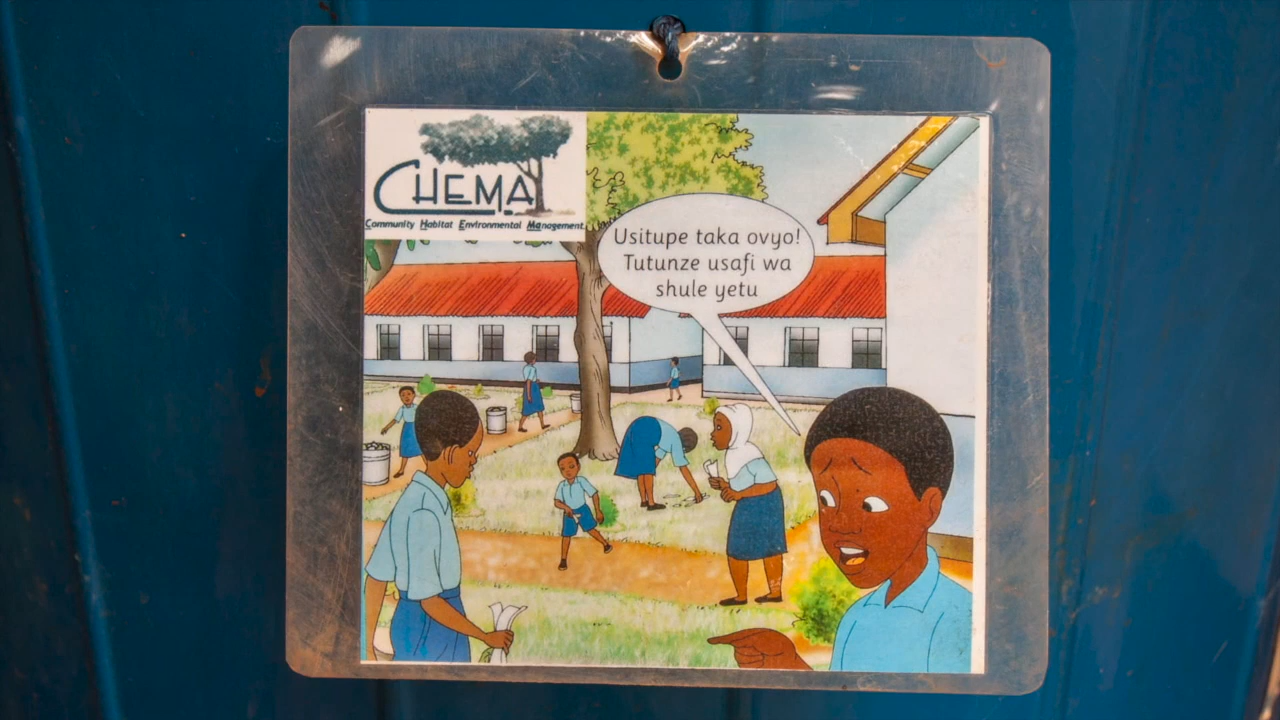 CHEMA
Community Habitat Environmental Management
Usitupe taka ovyo!
Tutunze usafi wa
shule yetu